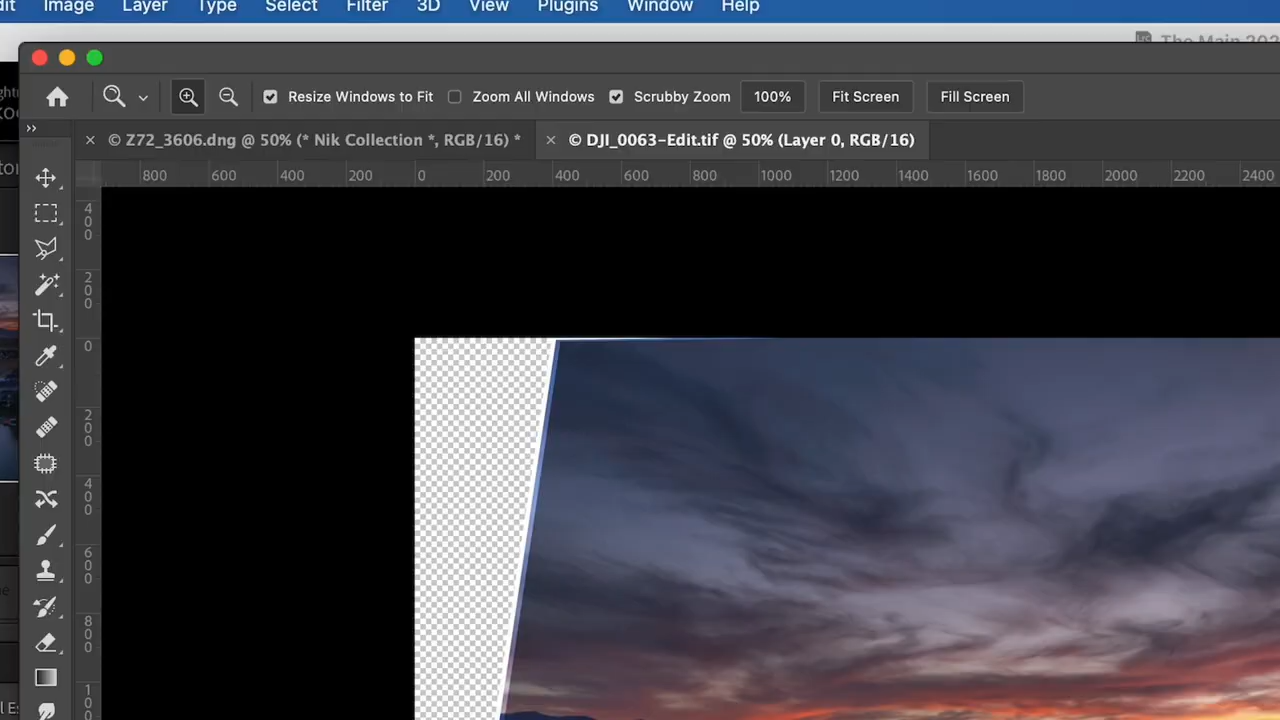 dit Image Layer Type Select Filter 3D View Plugins Window Help
LrC The Main 202
Resize Windows to Fit Zoom All Windows Scrubby Zoom 100% Fit Screen Fill Screen
× © Z72_3606.dng @ 50% (* Nik Collection *, RGB/16) * × © DJI_0063-Edit.tif @ 50% (Layer 0, RGB/16)
800 600 400 200 0 200 400 600 800 1000 1200 1400 1600 1800 2000 2200 2400
400
200
0
200
400
600
800
100